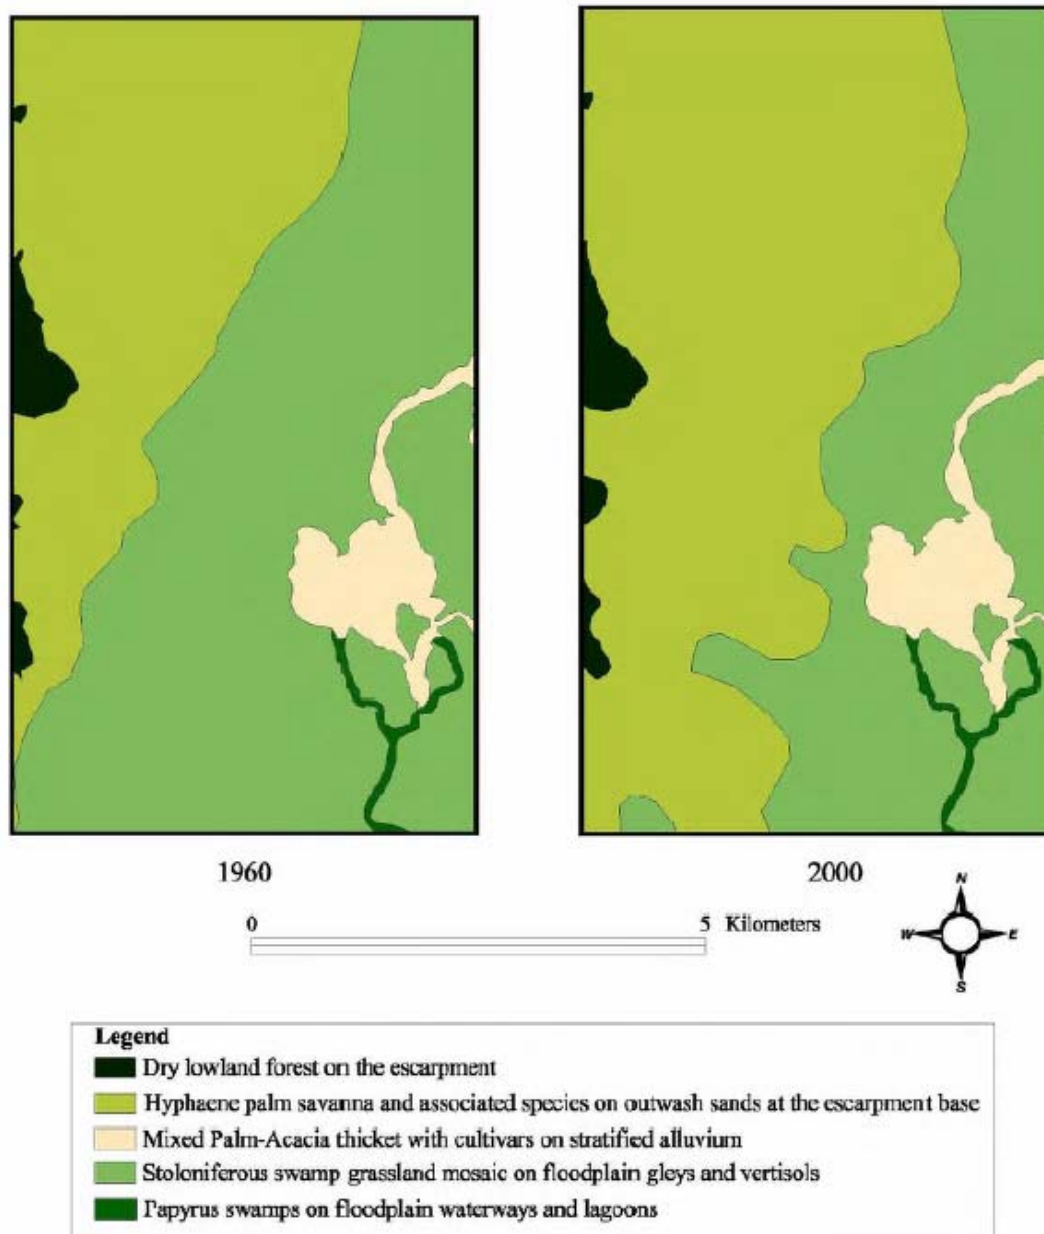 1960
2000
0 5 Kilometers
N
W E
S
Legend
Dry lowland forest on the escarpment
Hyphaene palm savanna and associated species on outwash sands at the escarpment base
Mixed Palm-Acacia thicket with cultivars on stratified alluvium
Stoloniferous swamp grassland mosaic on floodplain gleys and vertisols
Papyrus swamps on floodplain waterways and lagoons